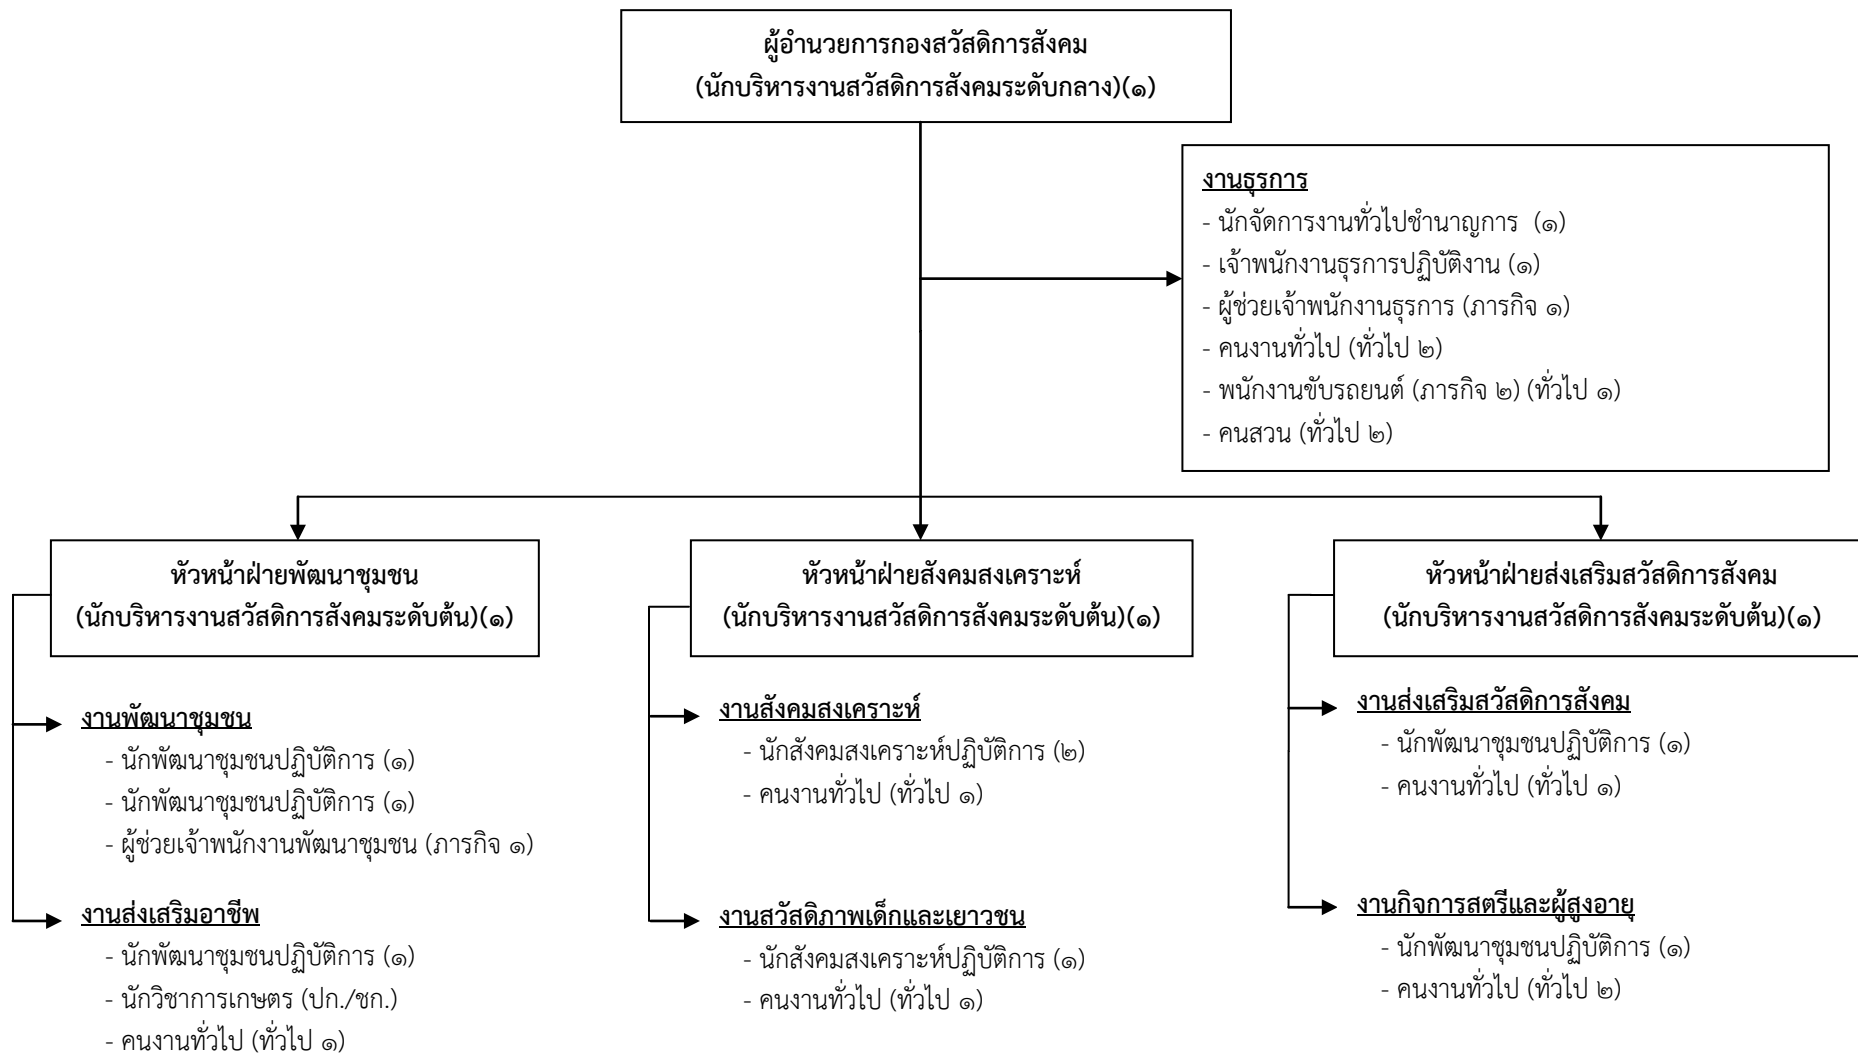 ผู้อำนวยการกองสวัสดิการสังคม
(นักบริหารงานสวัสดิการสังคมระดับกลาง)(๑)
งานธุรการ
- นักจัดการงานทั่วไปชำนาญการ (๑)
- เจ้าพนักงานธุรการปฏิบัติงาน (๑)
- ผู้ช่วยเจ้าพนักงานธุรการ (ภารกิจ ๑)
- คนงานทั่วไป (ทั่วไป ๒)
- พนักงานขับรถยนต์ (ภารกิจ ๒) (ทั่วไป ๑)
- คนสวน (ทั่วไป ๒)
หัวหน้าฝ่ายพัฒนาชุมชน
(นักบริหารงานสวัสดิการสังคมระดับต้น)(๑)
งานพัฒนาชุมชน
- นักพัฒนาชุมชนปฏิบัติการ (๑)
- นักพัฒนาชุมชนปฏิบัติการ (๑)
- ผู้ช่วยเจ้าพนักงานพัฒนาชุมชน (ภารกิจ ๑)
งานส่งเสริมอาชีพ
- นักพัฒนาชุมชนปฏิบัติการ (๑)
- นักวิชาการเกษตร (ปก./ชก.)
- คนงานทั่วไป (ทั่วไป ๑)
หัวหน้าฝ่ายสังคมสงเคราะห์
(นักบริหารงานสวัสดิการสังคมระดับต้น)(๑)
งานสังคมสงเคราะห์
- นักสังคมสงเคราะห์ปฏิบัติการ (๒)
- คนงานทั่วไป (ทั่วไป ๑)
งานสวัสดิภาพเด็กและเยาวชน
- นักสังคมสงเคราะห์ปฏิบัติการ (๑)
- คนงานทั่วไป (ทั่วไป ๑)
หัวหน้าฝ่ายส่งเสริมสวัสดิการสังคม
(นักบริหารงานสวัสดิการสังคมระดับต้น)(๑)
งานส่งเสริมสวัสดิการสังคม
- นักพัฒนาชุมชนปฏิบัติการ (๑)
- คนงานทั่วไป (ทั่วไป ๑)
งานกิจการสตรีและผู้สูงอายุ
- นักพัฒนาชุมชนปฏิบัติการ (๑)
- คนงานทั่วไป (ทั่วไป ๒)